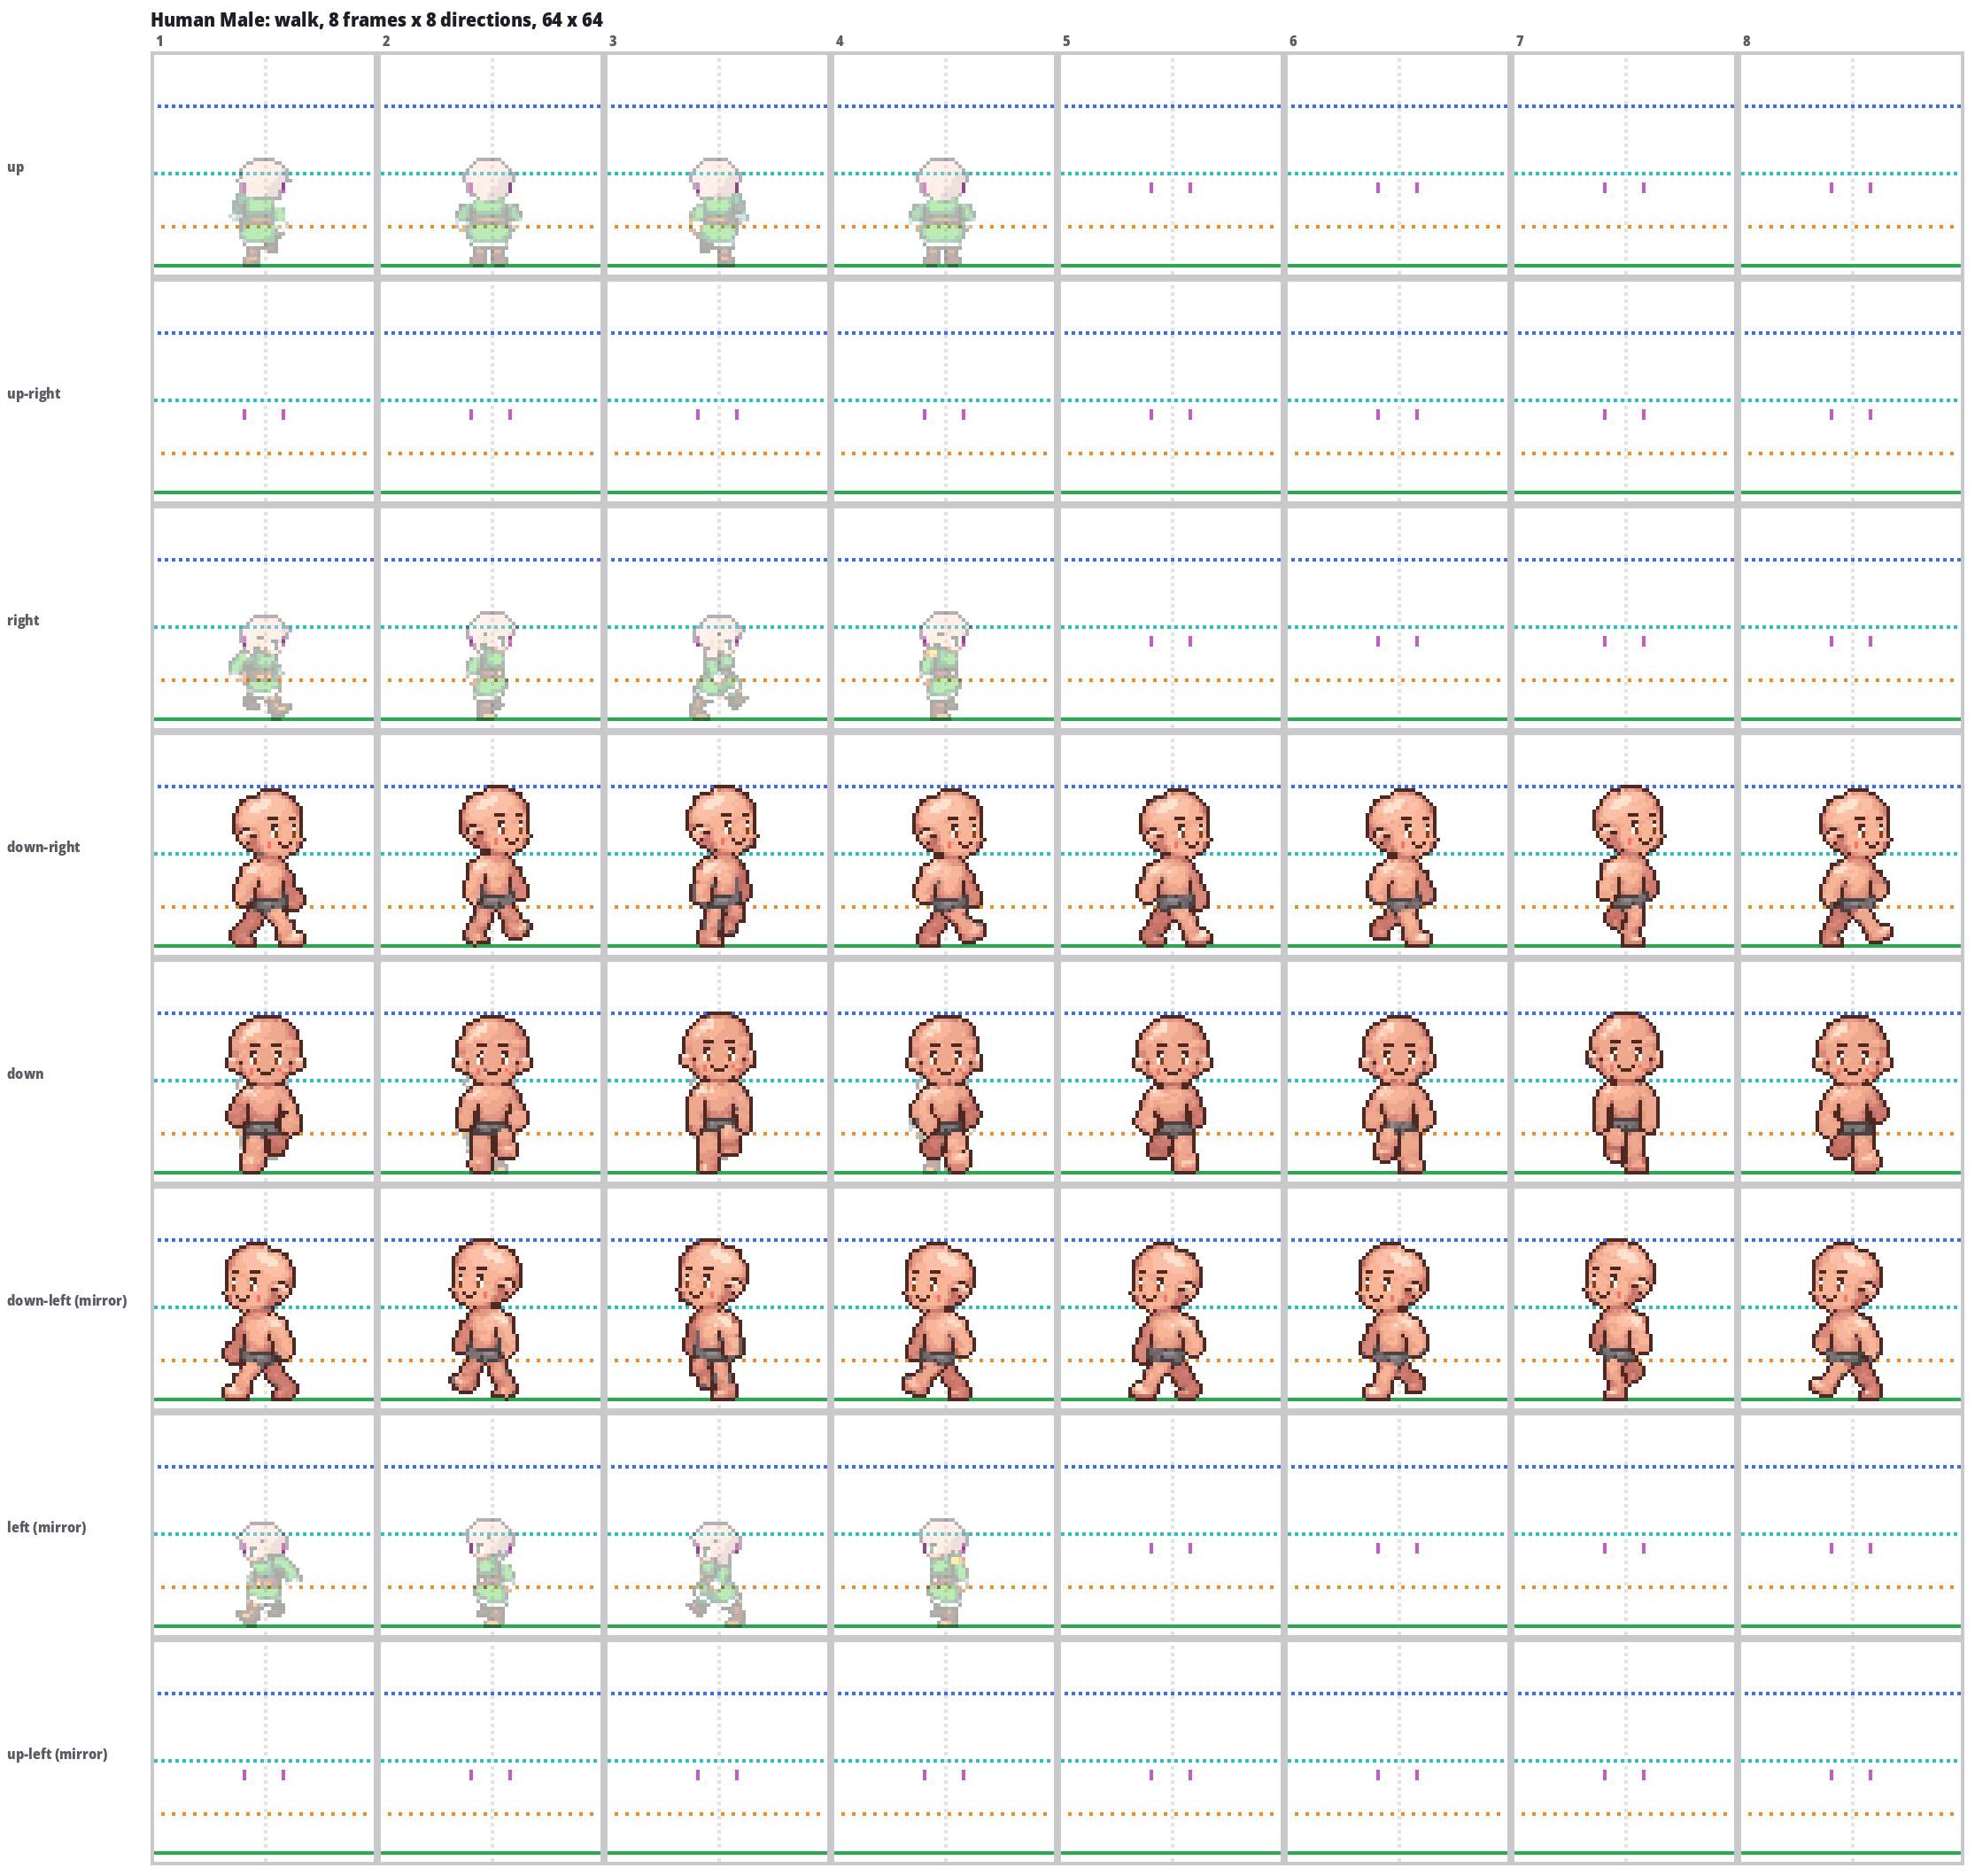 Human Male: walk, 8 frames x 8 directions, 64 x 64
1 2 3 4 5 6 7 8
up
up-right
right
down-right
down
down-left (mirror)
left (mirror)
up-left (mirror)